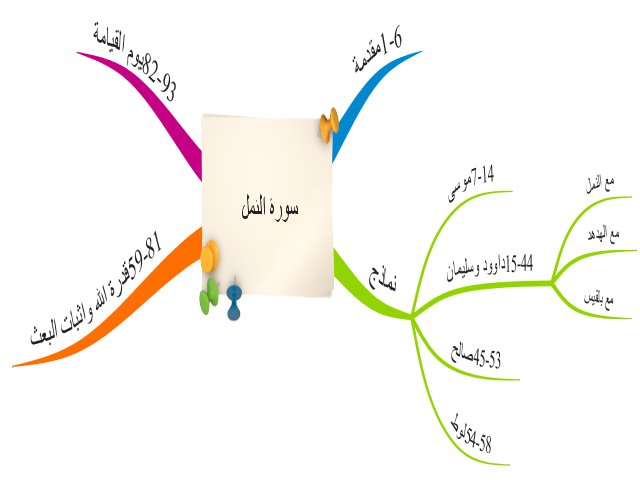 سورة النمل
1-6مقدمة
نماذج
7-14موسى
15-44داوود وسليمان
مع النمل
مع الهدهد
مع بلقيس
45-53صالح
54-58لوط
59-81قدرة الله واثبات البعث
82-93يوم القيامة